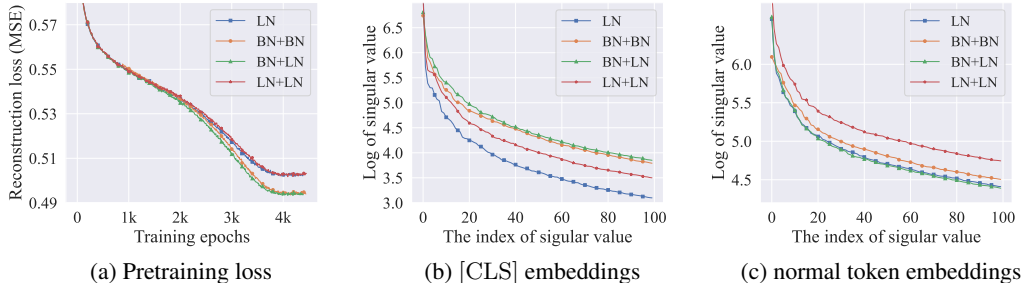 Reconstruction loss (MSE)
0.57
0.55
0.53
0.51
0.49
0
1k
2k
3k
4k
Training epochs
LN
BN+BN
BN+LN
LN+LN
(a) Pretraining loss
Log of singular value
6.5
6.0
5.5
5.0
4.5
4.0
3.5
3.0
0
20
40
60
80
100
The index of sigular value
LN
BN+BN
BN+LN
LN+LN
(b) [CLS] embeddings
Log of singular value
6.0
5.5
5.0
4.5
0
20
40
60
80
100
The index of sigular value
LN
BN+BN
BN+LN
LN+LN
(c) normal token embeddings